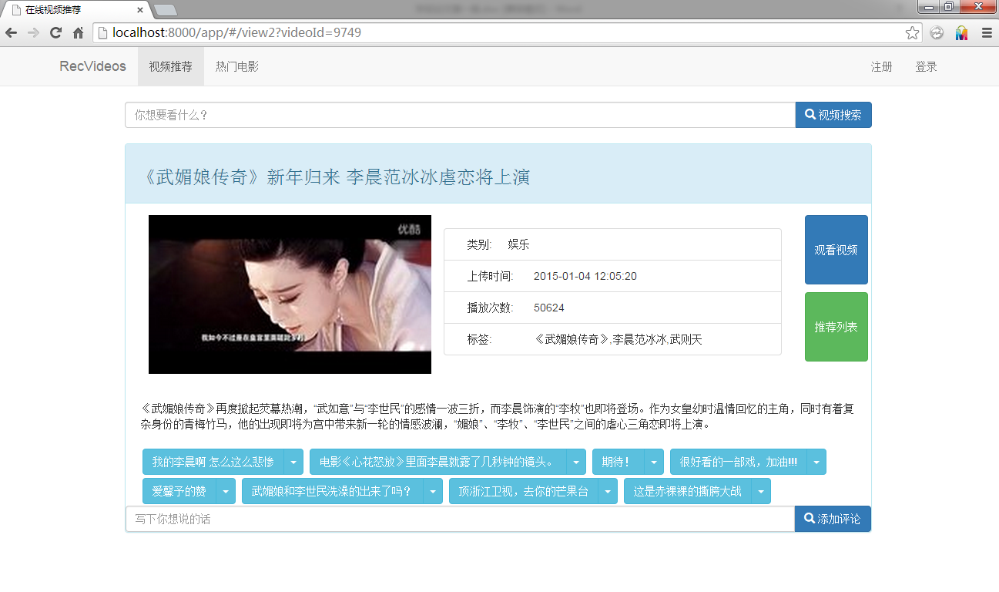 在线视频推荐
localhost:8000/app/#/view2?videoId=9749
RecVideos 视频推荐 热门电影 注册 登录
你想要看什么？ 视频搜索
《武媚娘传奇》新年归来 李晨范冰冰虐恋将上演
优酷
类别: 娱乐
观看视频
上传时间: 2015-01-04 12:05:20
播放次数: 50624
推荐列表
标签: 《武媚娘传奇》,李晨范冰冰,武则天
《武媚娘传奇》再度掀起荧幕热潮，“武如意”与“李世民”的感情一波三折，而李晨饰演的“李牧”也即将登场。作为女皇幼时温情回忆的主角，同时有着复
杂身份的青梅竹马，他的出现即将为宫中带来新一轮的情感波澜，“媚娘”、“李牧”、“李世民”之间的虐心三角恋即将上演。
我的李晨啊 怎么这么悲惨 电影《心花怒放》里面李晨就露了几秒钟的镜头。 期待！ 很好看的一部戏，加油!!!
爱馨予的赞 武媚娘和李世民洗澡的出来了吗？ 顶浙江卫视，去你的芒果台 这是赤裸裸的撕胯大战
写下你想说的话 添加评论